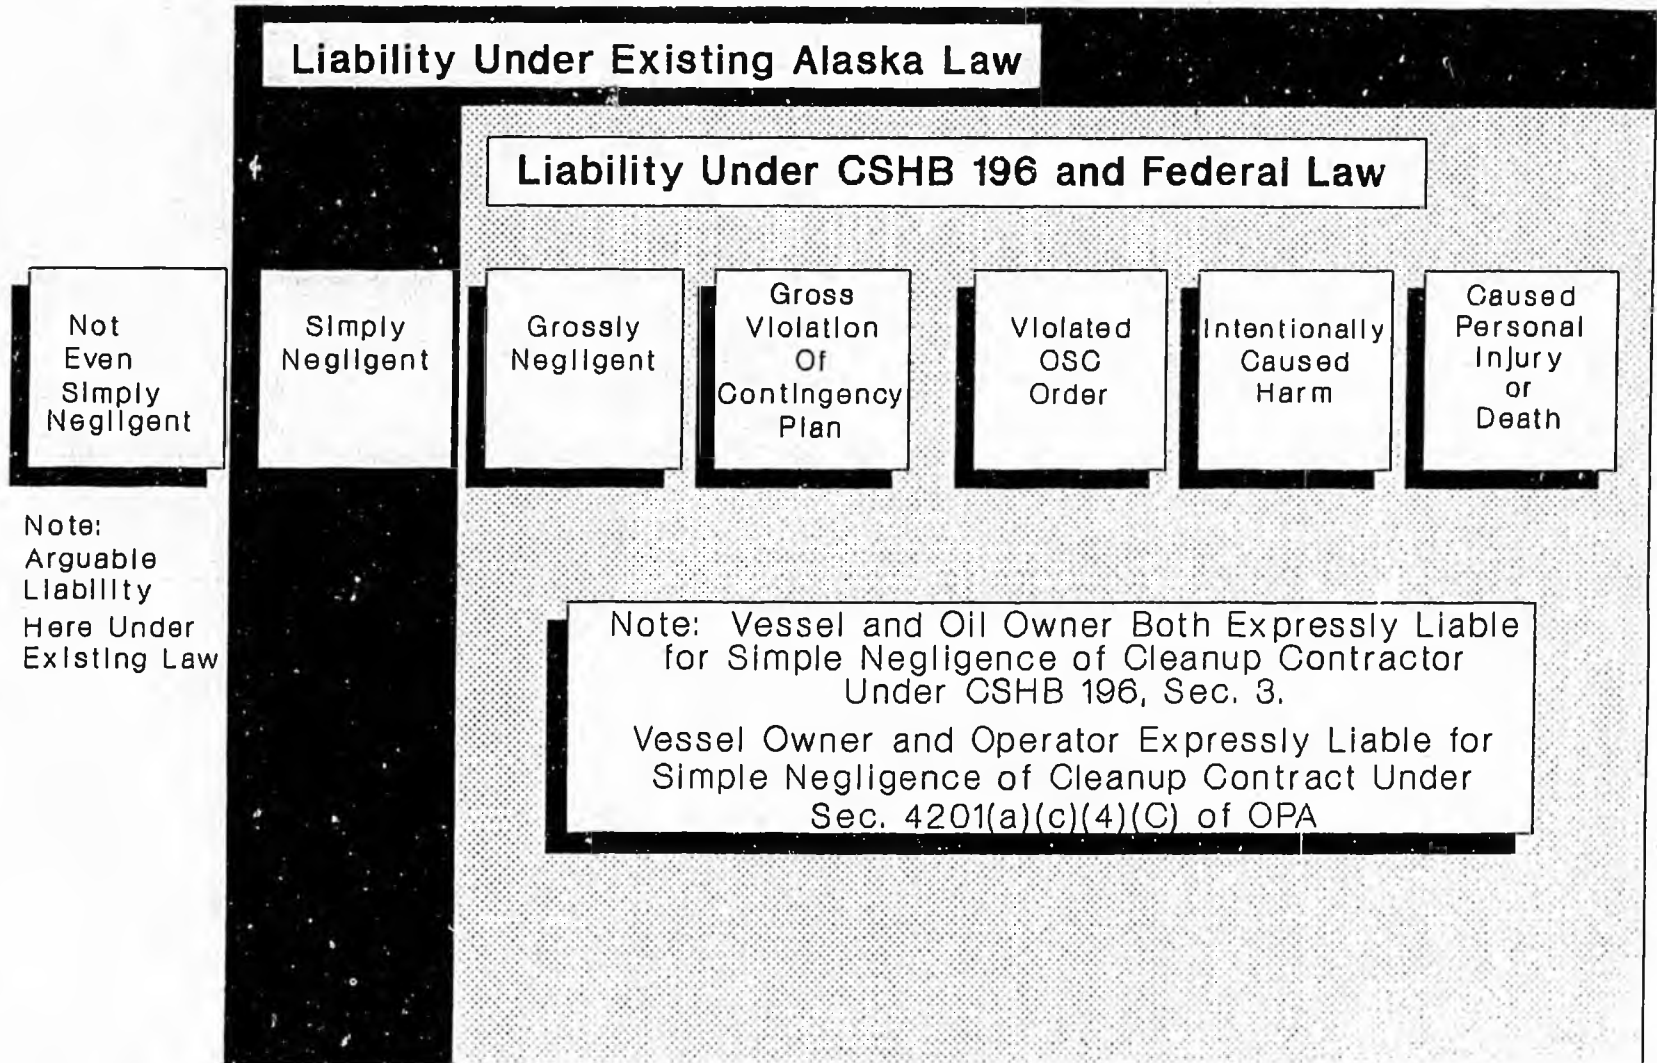 Liability Under Existing Alaska Law
Liability Under CSHB 196 and Federal Law
Not
Even
Simply
Negligent
Simply
Negligent
Grossly
Negligent
Gross
Violation
Of
Contingency
Plan
Violated
OSC
Order
Intentionally
Caused
Harm
Caused
Personal
Injury
or
Death
Note:
Arguable
Liability
Here Under
Existing Law
Note: Vessel and Oil Owner Both Expressly Liable
for Simple Negligence of Cleanup Contractor
Under CSHB 196, Sec. 3.
Vessel Owner and Operator Expressly Liable for
Simple Negligence of Cleanup Contract Under
Sec. 4201(a)(c)(4)(C) of OPA